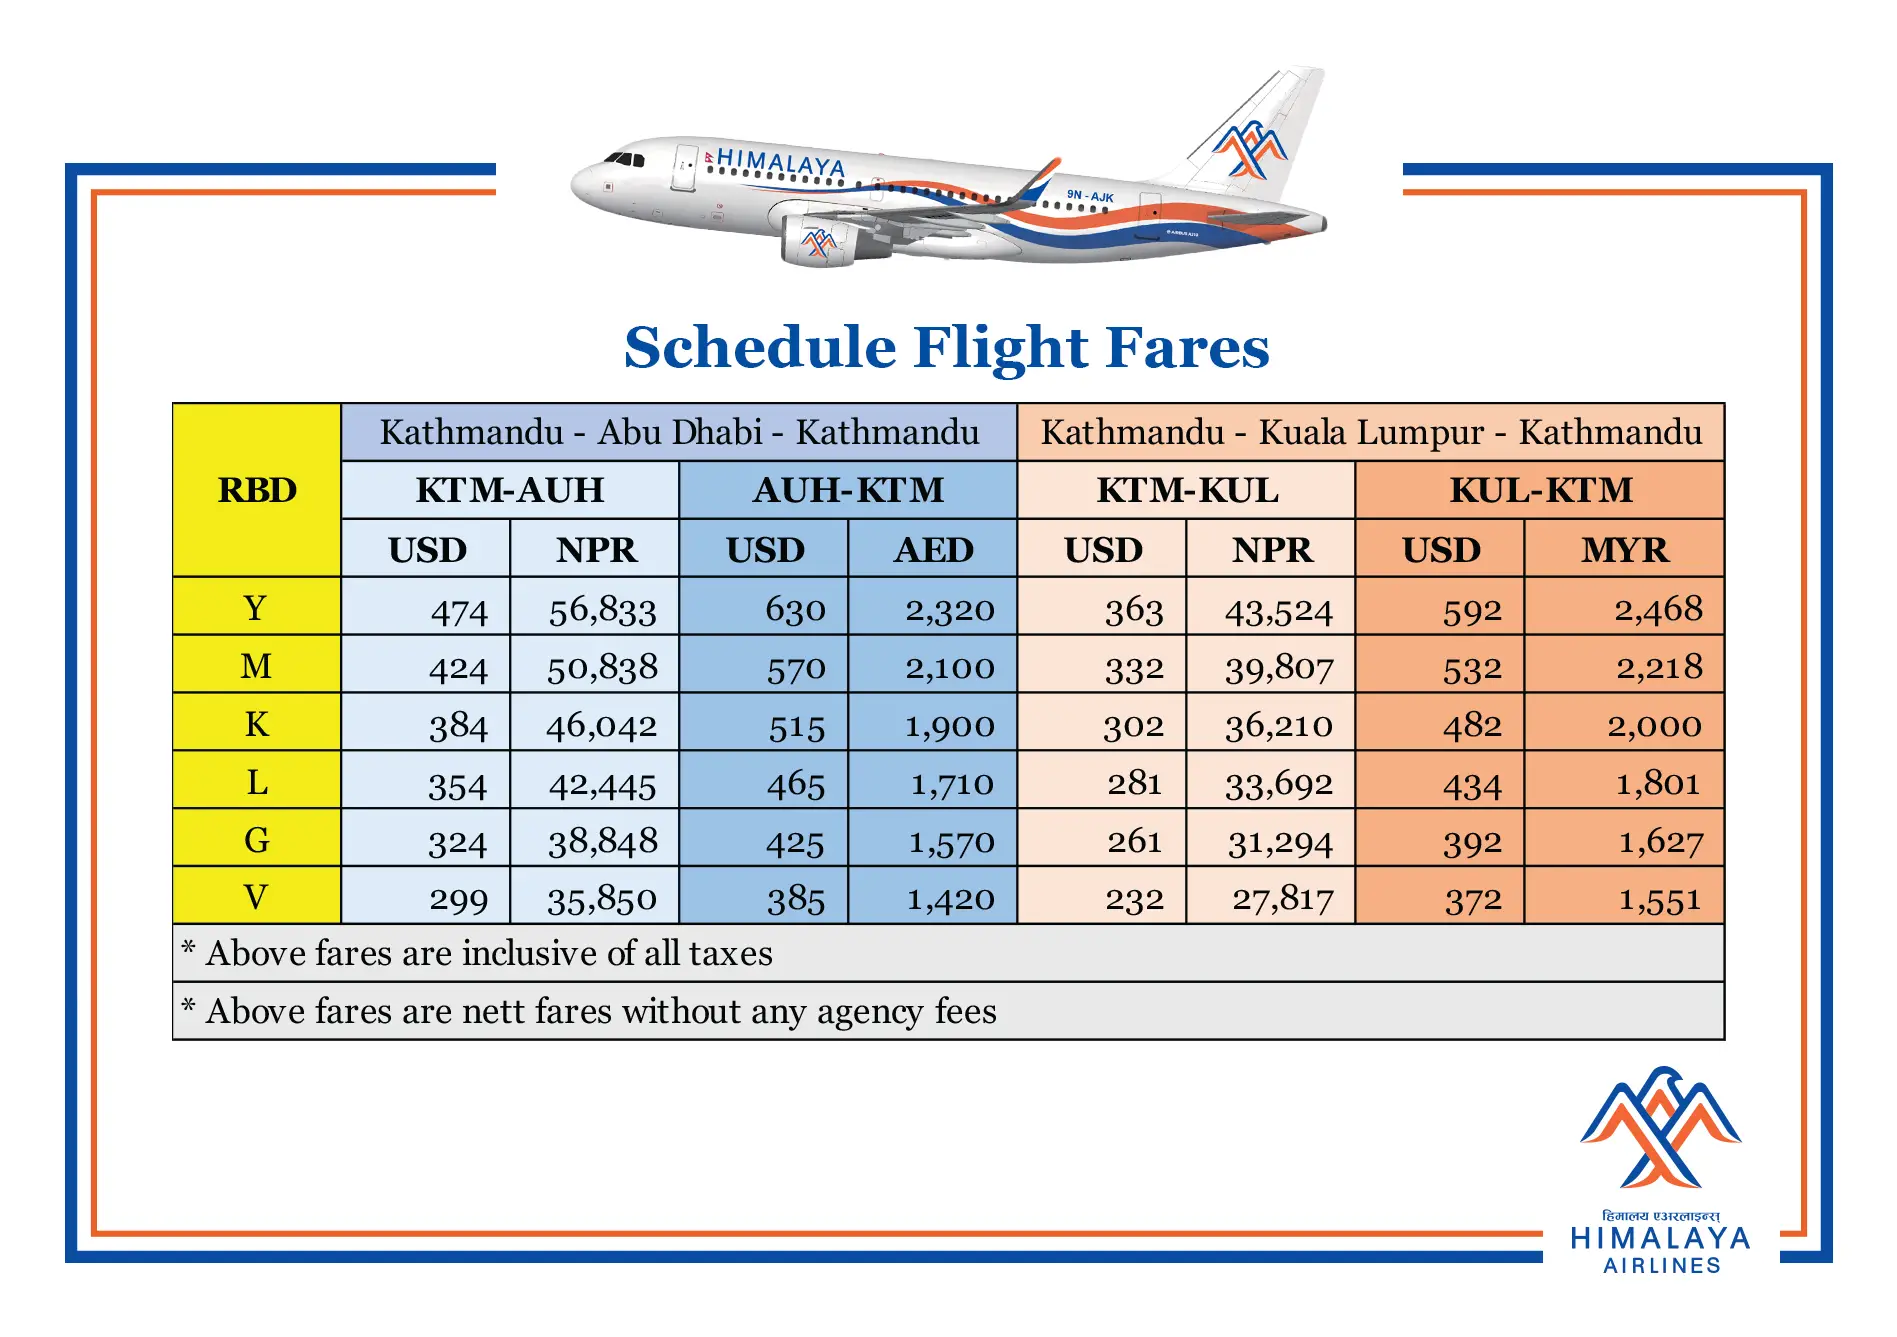 HIMALAYA
9N - AJK
Schedule Flight Fares
RBD
Kathmandu - Abu Dhabi - Kathmandu
Kathmandu - Kuala Lumpur - Kathmandu
KTM-AUH AUH-KTM KTM-KUL KUL-KTM
USD NPR USD AED USD NPR USD MYR
Y 474 56,833 630 2,320 363 43,524 592 2,468
M 424 50,838 570 2,100 332 39,807 532 2,218
K 384 46,042 515 1,900 302 36,210 482 2,000
L 354 42,445 465 1,710 281 33,692 434 1,801
G 324 38,848 425 1,570 261 31,294 392 1,627
V 299 35,850 385 1,420 232 27,817 372 1,551
* Above fares are inclusive of all taxes
* Above fares are nett fares without any agency fees
हिमालय एअरलाइन्स्
HIMALAYA
AIRLINES